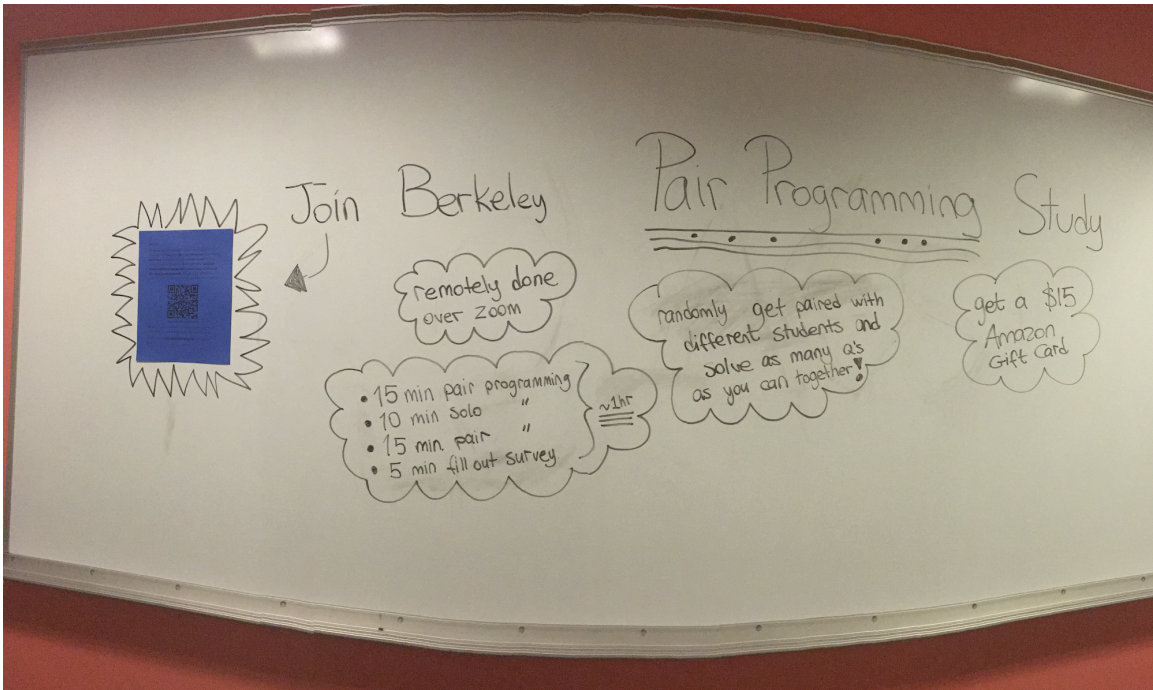 Join Berkeley Pair Programming Study
remotely done
over zoom
• 15 min pair programming
• 10 min solo "
• 15 min. pair "
• 5 min fill out survey
~1hr
randomly get paired with
different students and
solve as many Q's
as you can together!
get a $15
Amazon
Gift Card